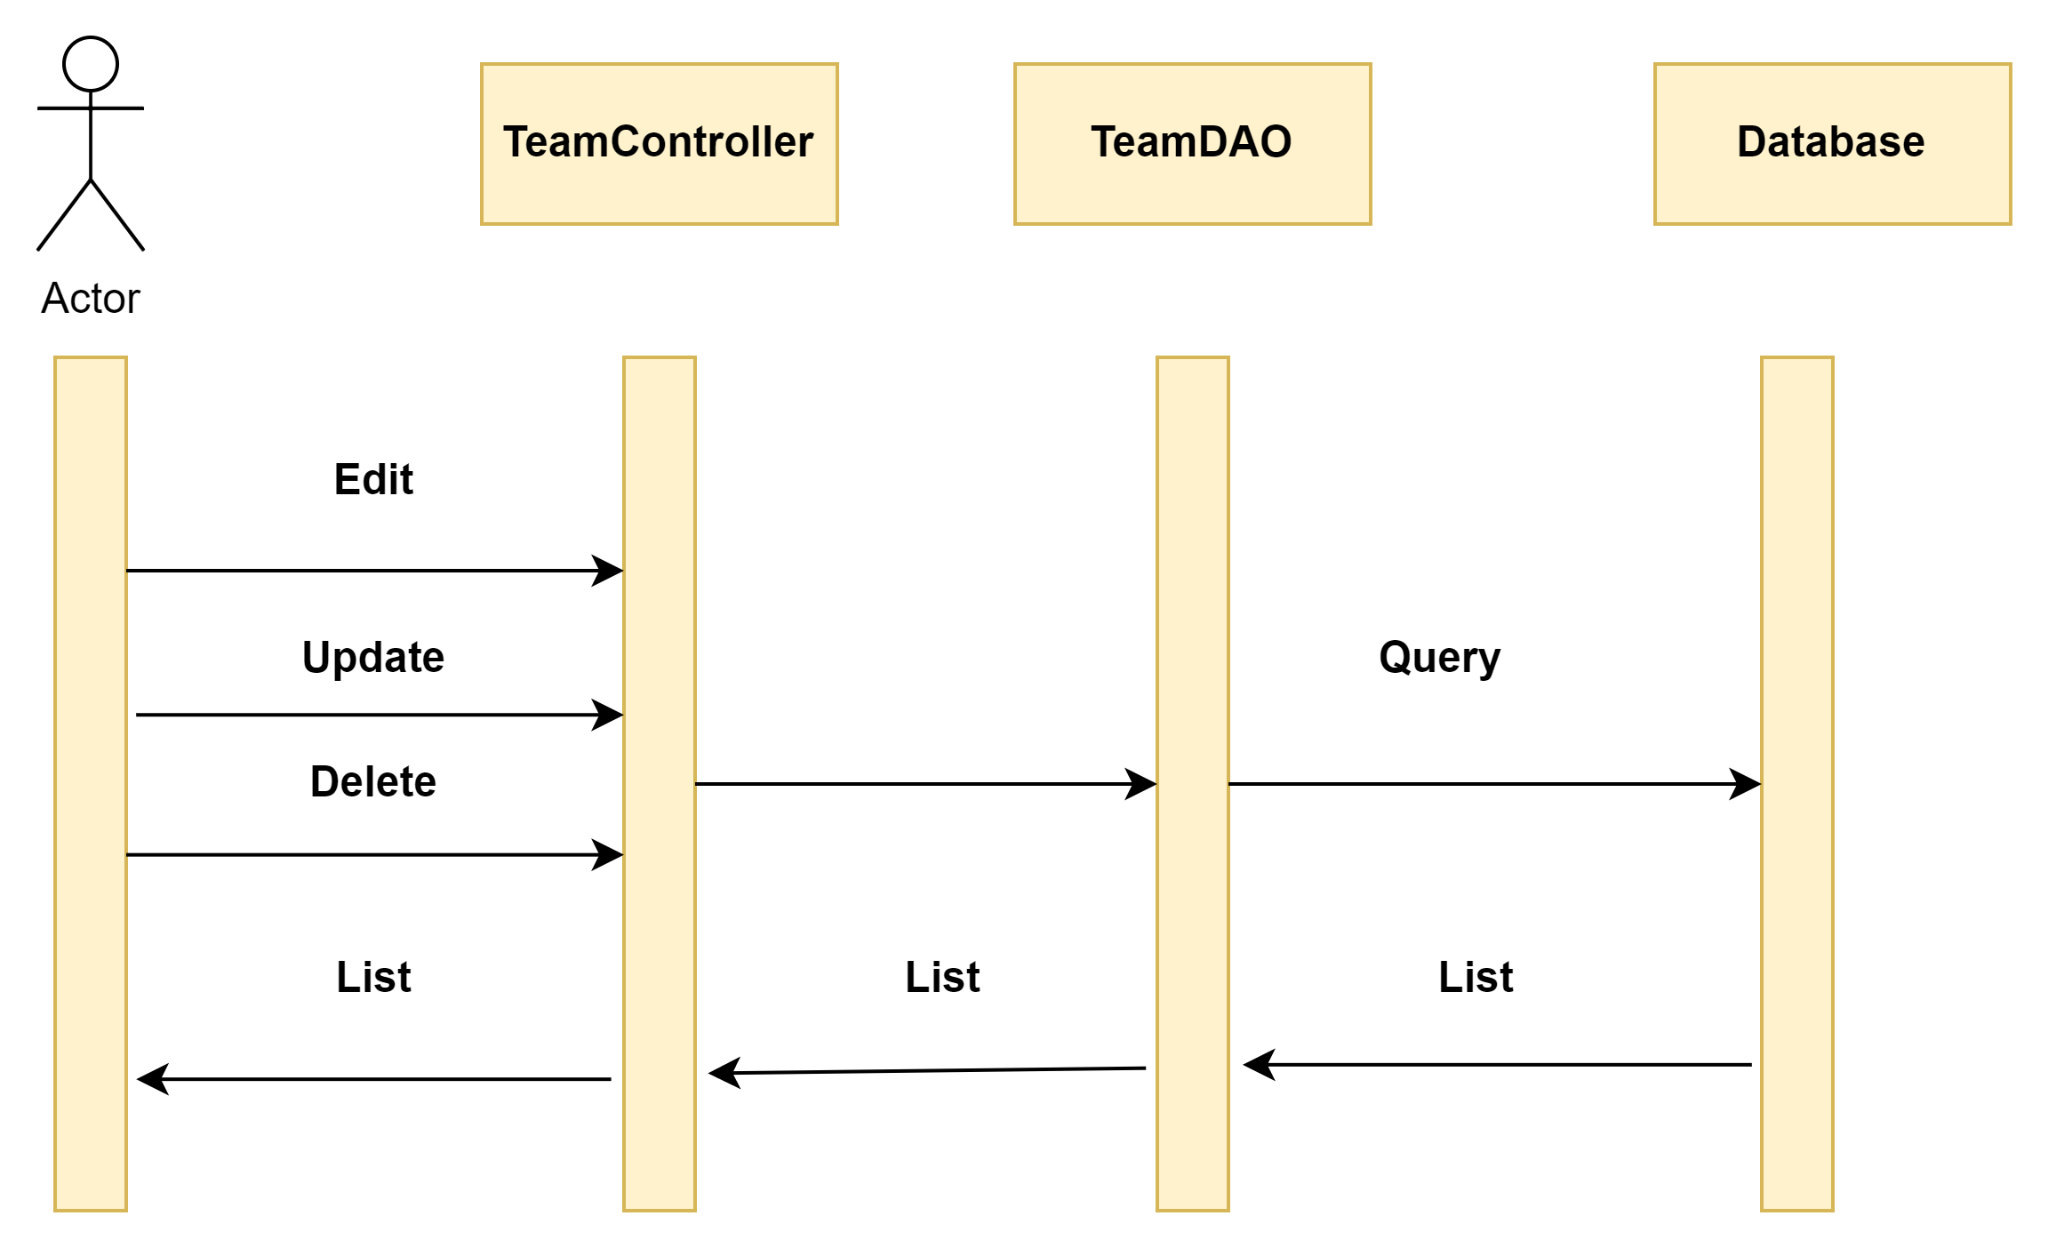 TeamController
TeamDAO
Database
Actor
Edit
Update
Query
Delete
List
List
List